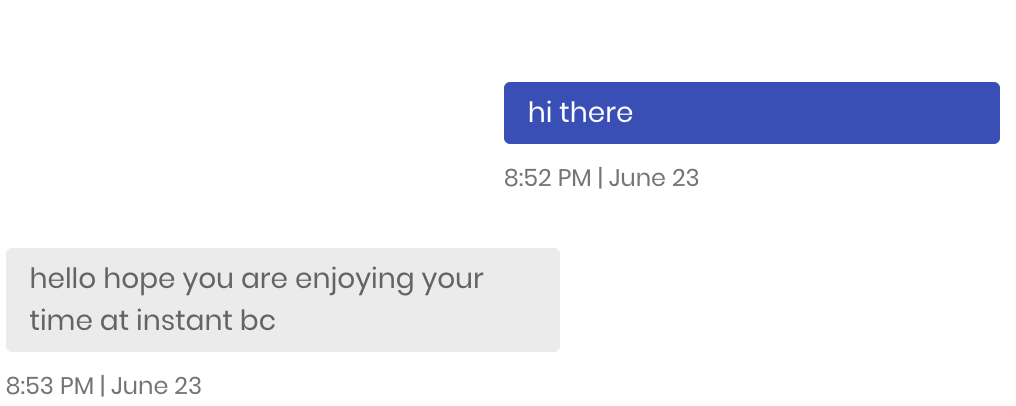 hi there
8:52 PM | June 23
hello hope you are enjoying your
time at instant bc
8:53 PM | June 23